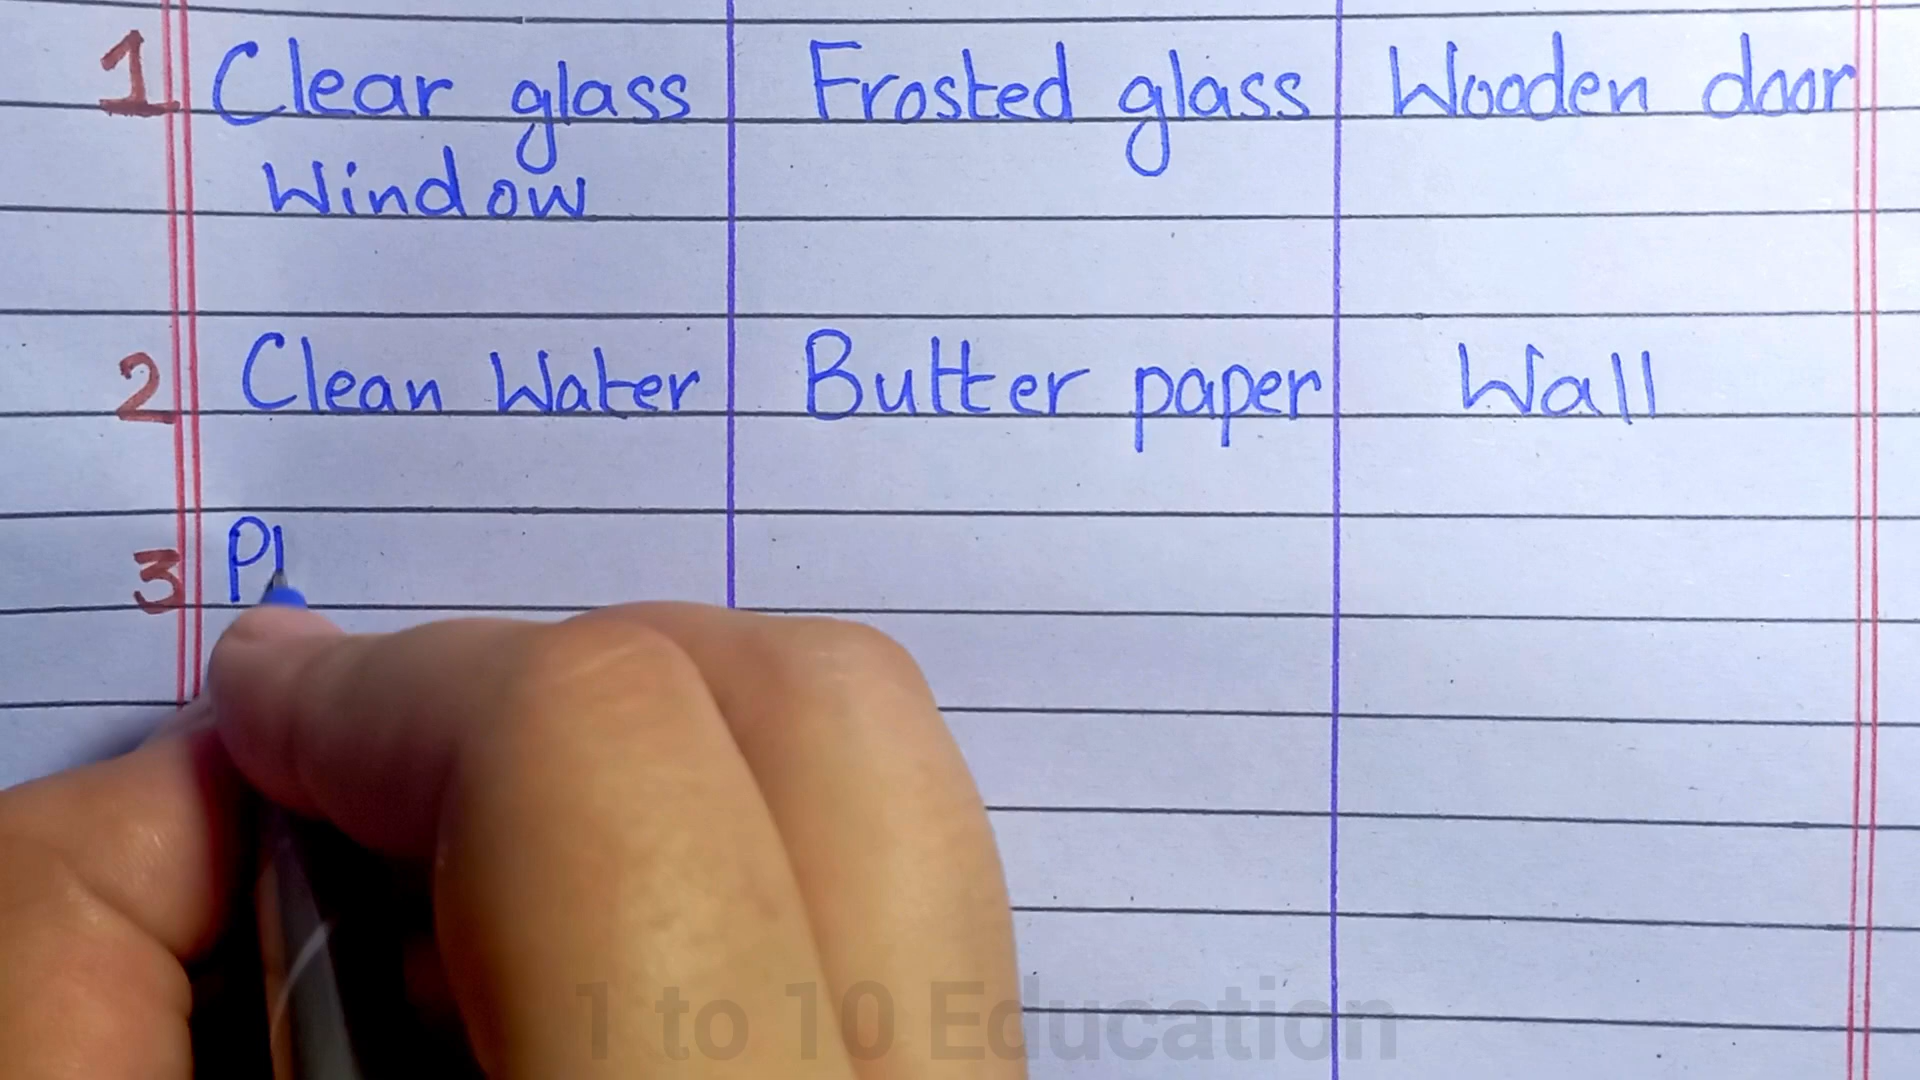 1 Clear glass Window Frosted glass Wooden door
2 Clean Water Butter paper Wall
3 Pl
1 to 10 Education